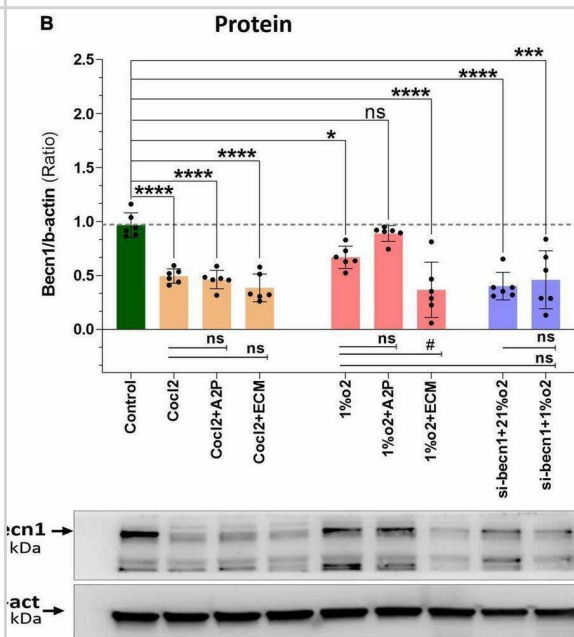 B
Protein
Becn1/b-actin (Ratio)
2.5
2.0
1.5
1.0
0.5
0.0
***
****
****
ns
*
****
****
****
ns
ns
ns
#
ns
ns
Control
Cocl2
Cocl2+A2P
Cocl2+ECM
1%o2
1%o2+A2P
1%o2+ECM
si-becn1+21%o2
si-becn1+1%o2
ecn1
kDa
-act
kDa